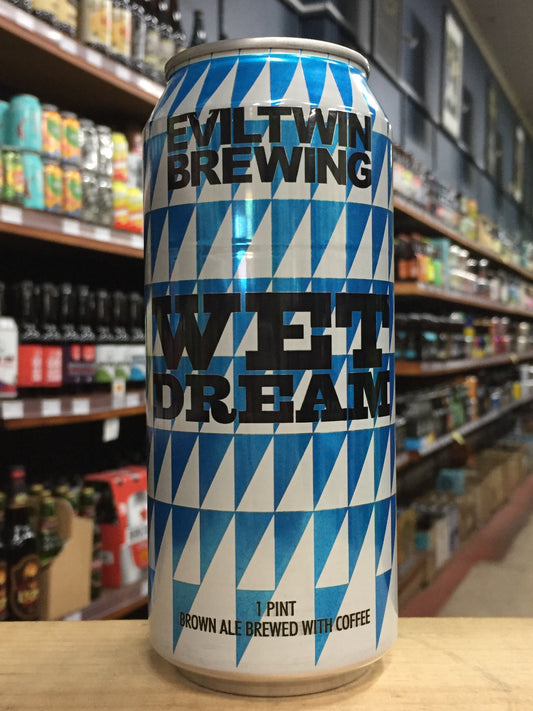 EVILTWIN
BREWING
WET
DREAM
1 PINT
BROWN ALE BREWED WITH COFFEE